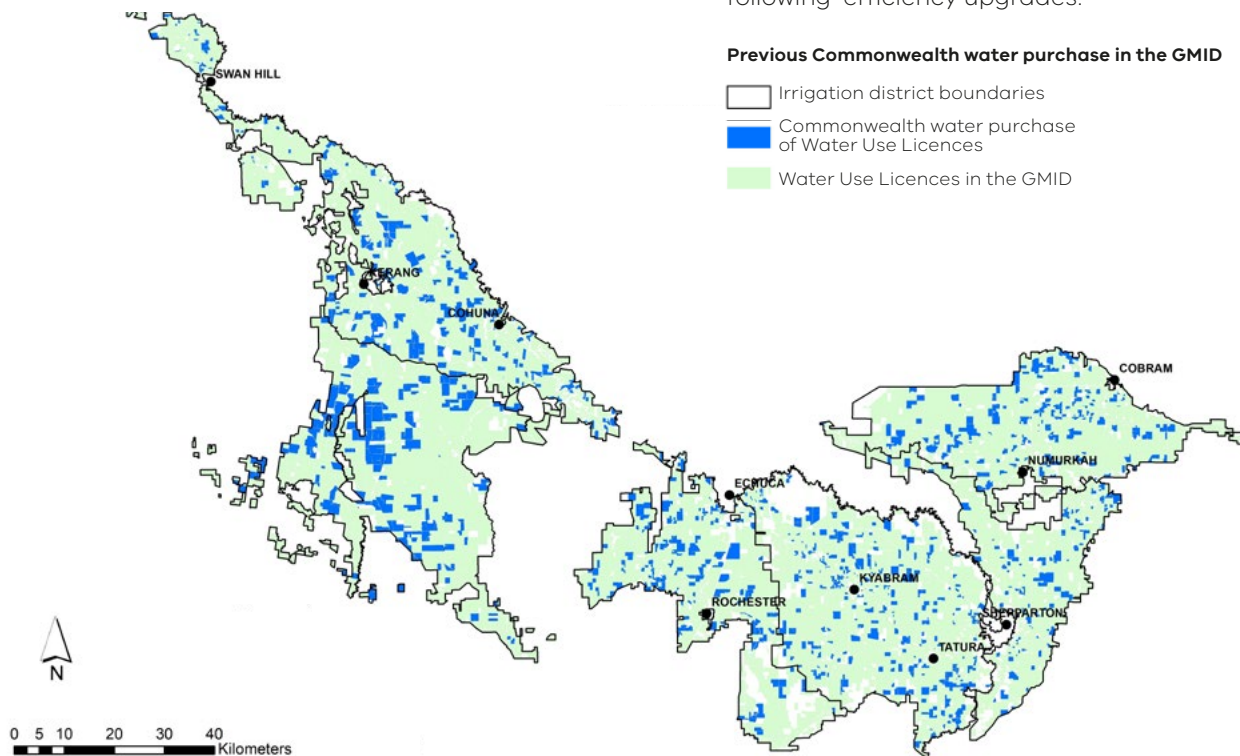 following efficiency upgrades.
Previous Commonwealth water purchase in the GMID
Irrigation district boundaries
Commonwealth water purchase
of Water Use Licences
Water Use Licences in the GMID
SWAN HILL
KERANG
COHUNA
COBRAM
NUMURKAH
ECHUCA
KYABRAM
ROCHESTER
SHEPPARTON
TATURA
N
0 5 10 20 30 40
Kilometers